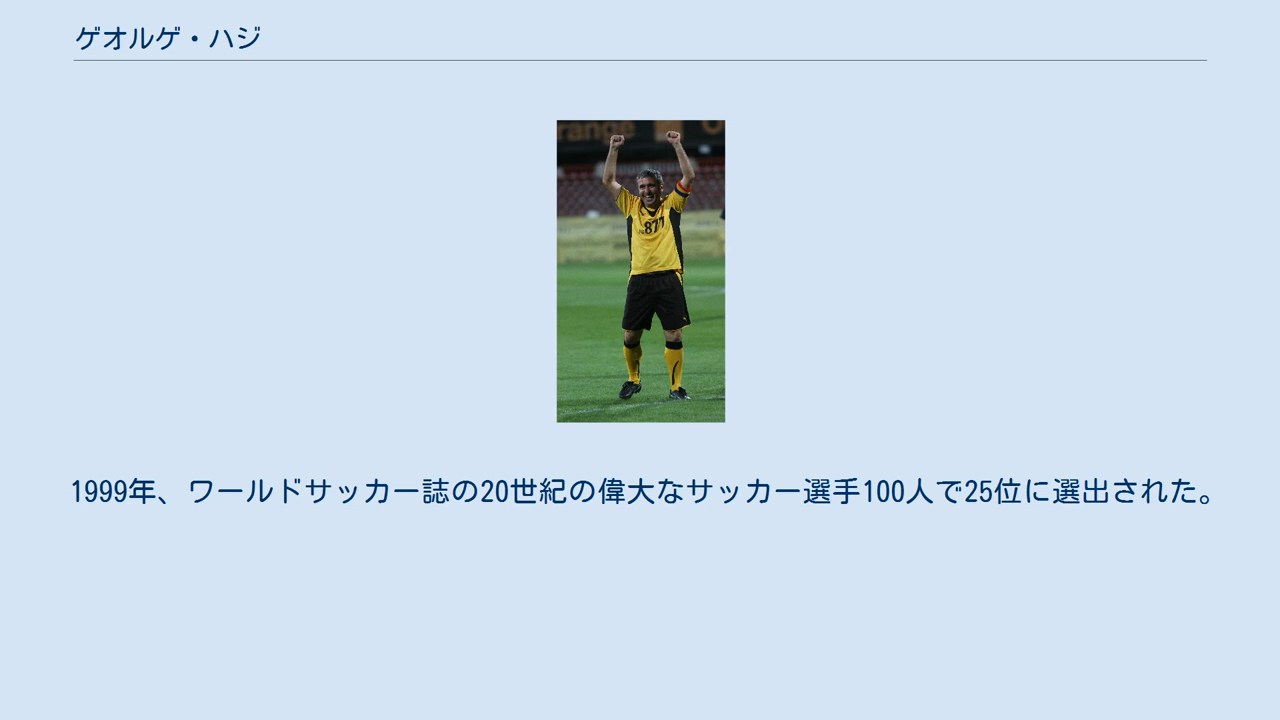 ゲオルゲ・ハジ
range
877
1999年、ワールドサッカー誌の20世紀の偉大なサッカー選手100人で25位に選出された。